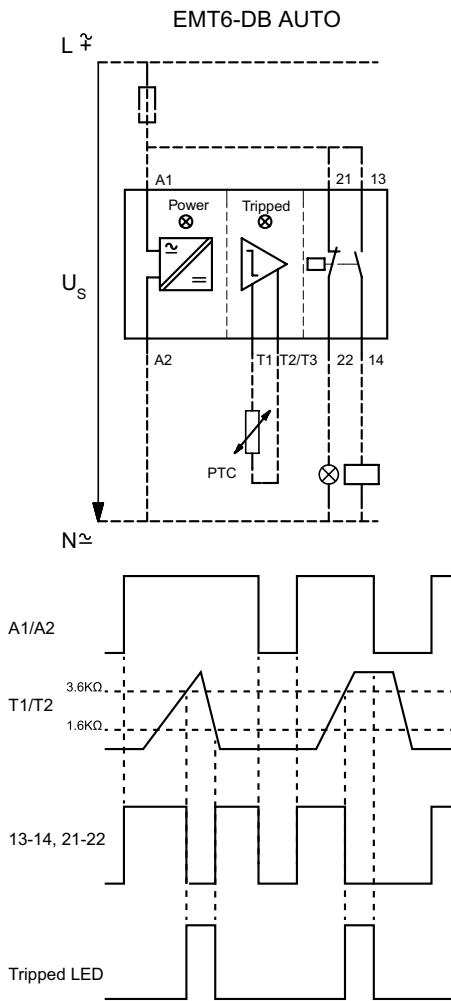 EMT6-DB AUTO
L ≂
A1
21 13
Power
Tripped
U_S
A2
T1 T2/T3
22 14
PTC
N ≃
A1/A2
3.6KΩ
T1/T2
1.6KΩ
13-14, 21-22
Tripped LED